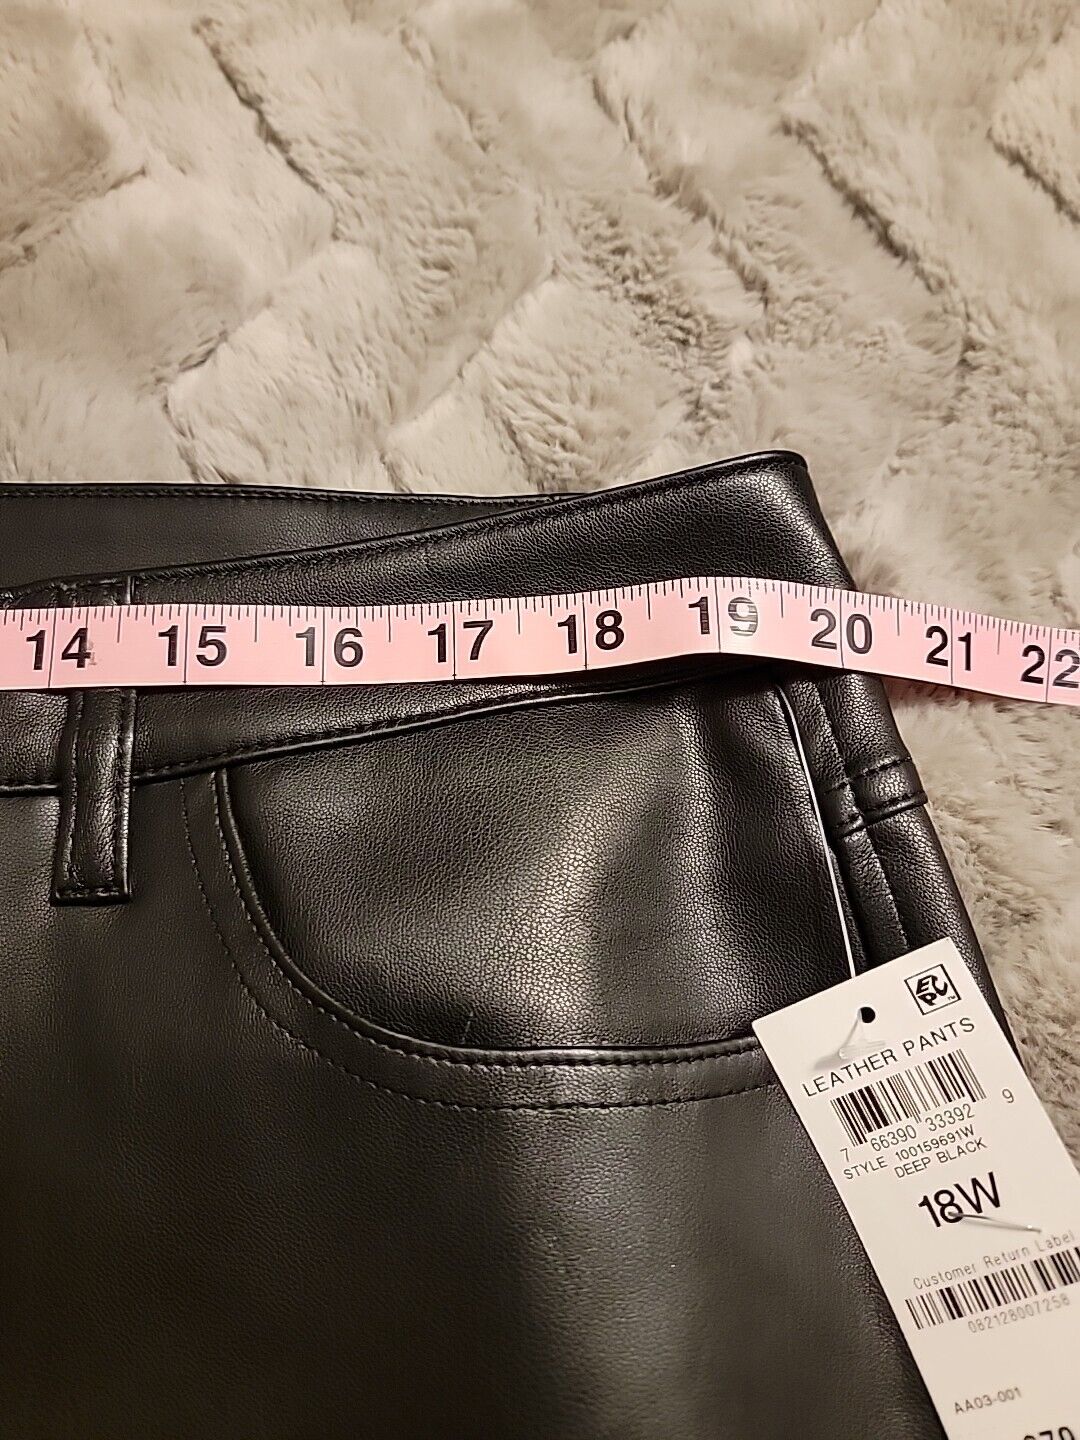 14 15 16 17 18 19 20 21 22
EPC™
LEATHER PANTS
7 66390 33392 9
STYLE 100159691W
DEEP BLACK
18W
Customer Return Label
082128007258
AA03-001